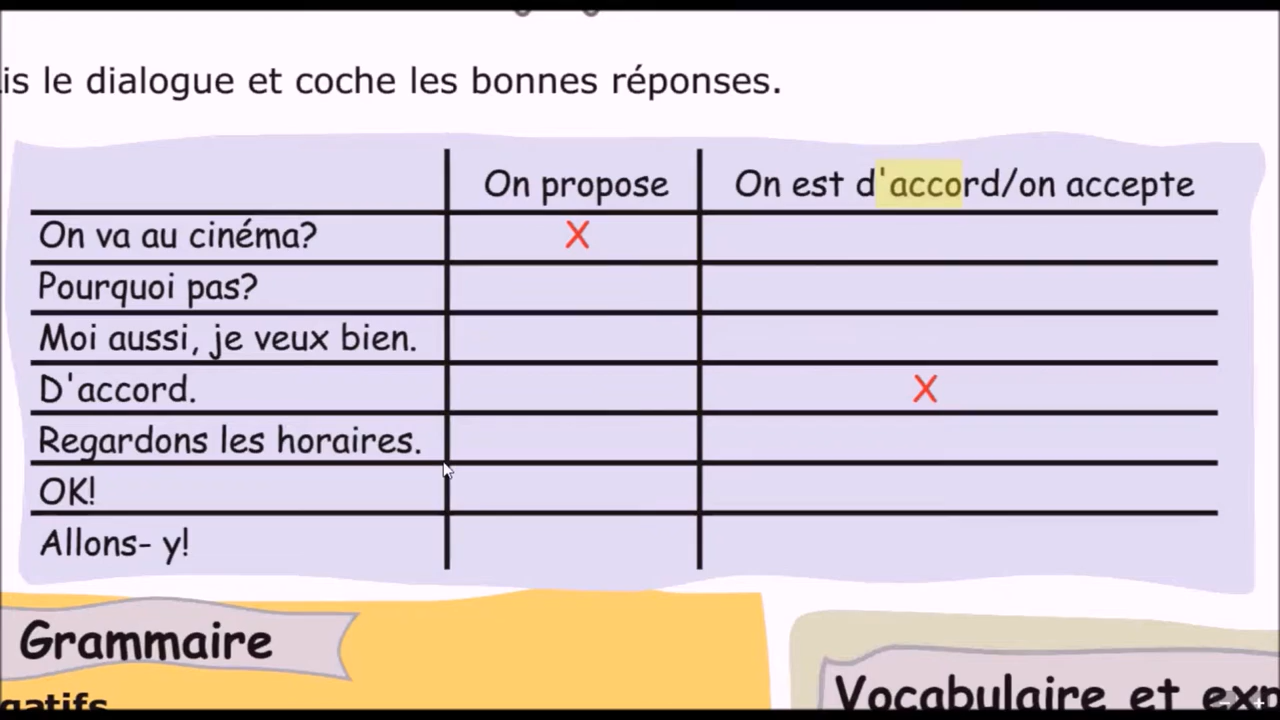 is le dialogue et coche les bonnes réponses.
On propose On est d'accord/on accepte
On va au cinéma? X
Pourquoi pas?
Moi aussi, je veux bien.
D'accord. X
Regardons les horaires.
OK!
Allons- y!
Grammaire
gatifs
Vocabulaire et exp